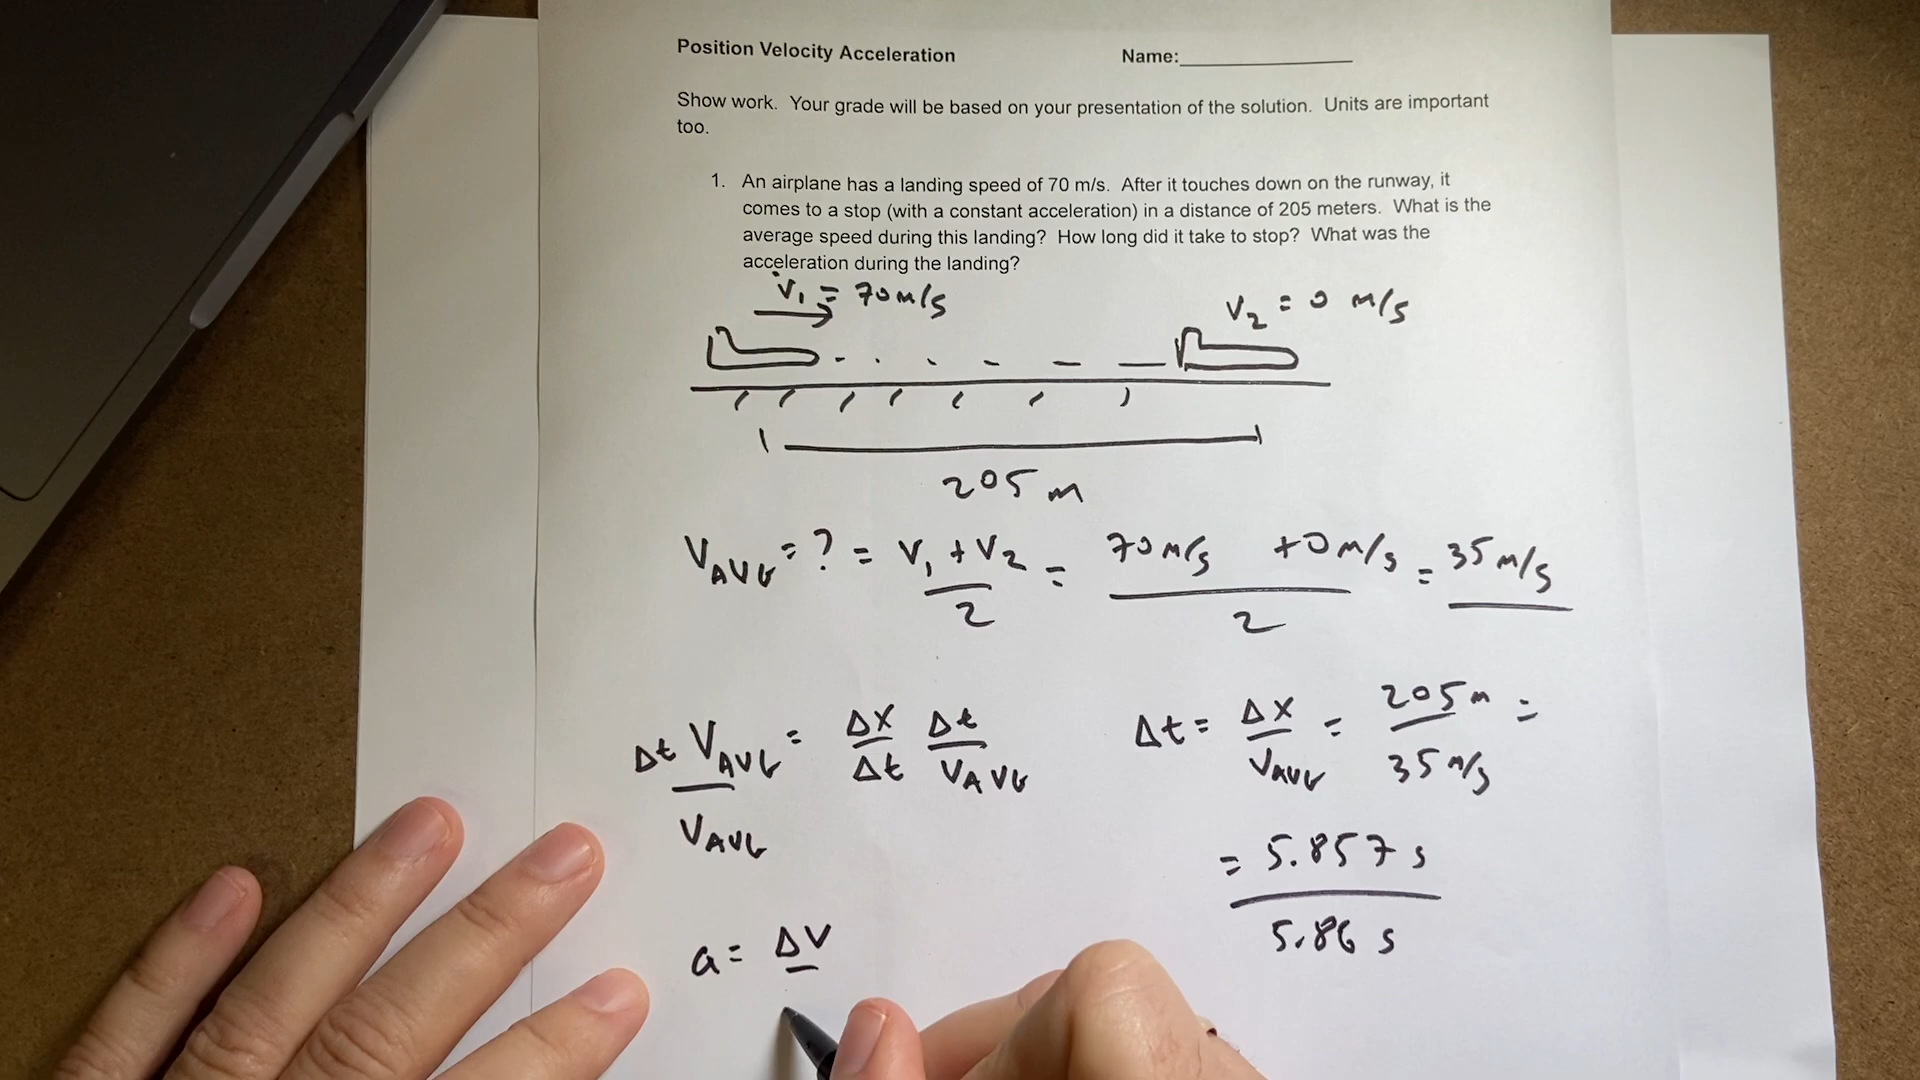 Position Velocity Acceleration Name:
Show work. Your grade will be based on your presentation of the solution. Units are important
too.
1. An airplane has a landing speed of 70 m/s. After it touches down on the runway, it
comes to a stop (with a constant acceleration) in a distance of 205 meters. What is the
average speed during this landing? How long did it take to stop? What was the
acceleration during the landing?
V₁ = 70 m/s
V₂ = 0 m/s
205 m
V_AVG = ? = (V₁ + V₂)/2 = (70 m/s + 0 m/s)/2 = 35 m/s
Δt V_AVG / V_AVG = Δx/Δt Δt/V_AVG
Δt = Δx/V_AVG = 205 m / 35 m/s =
= 5.857 s
5.86 s
a = Δv